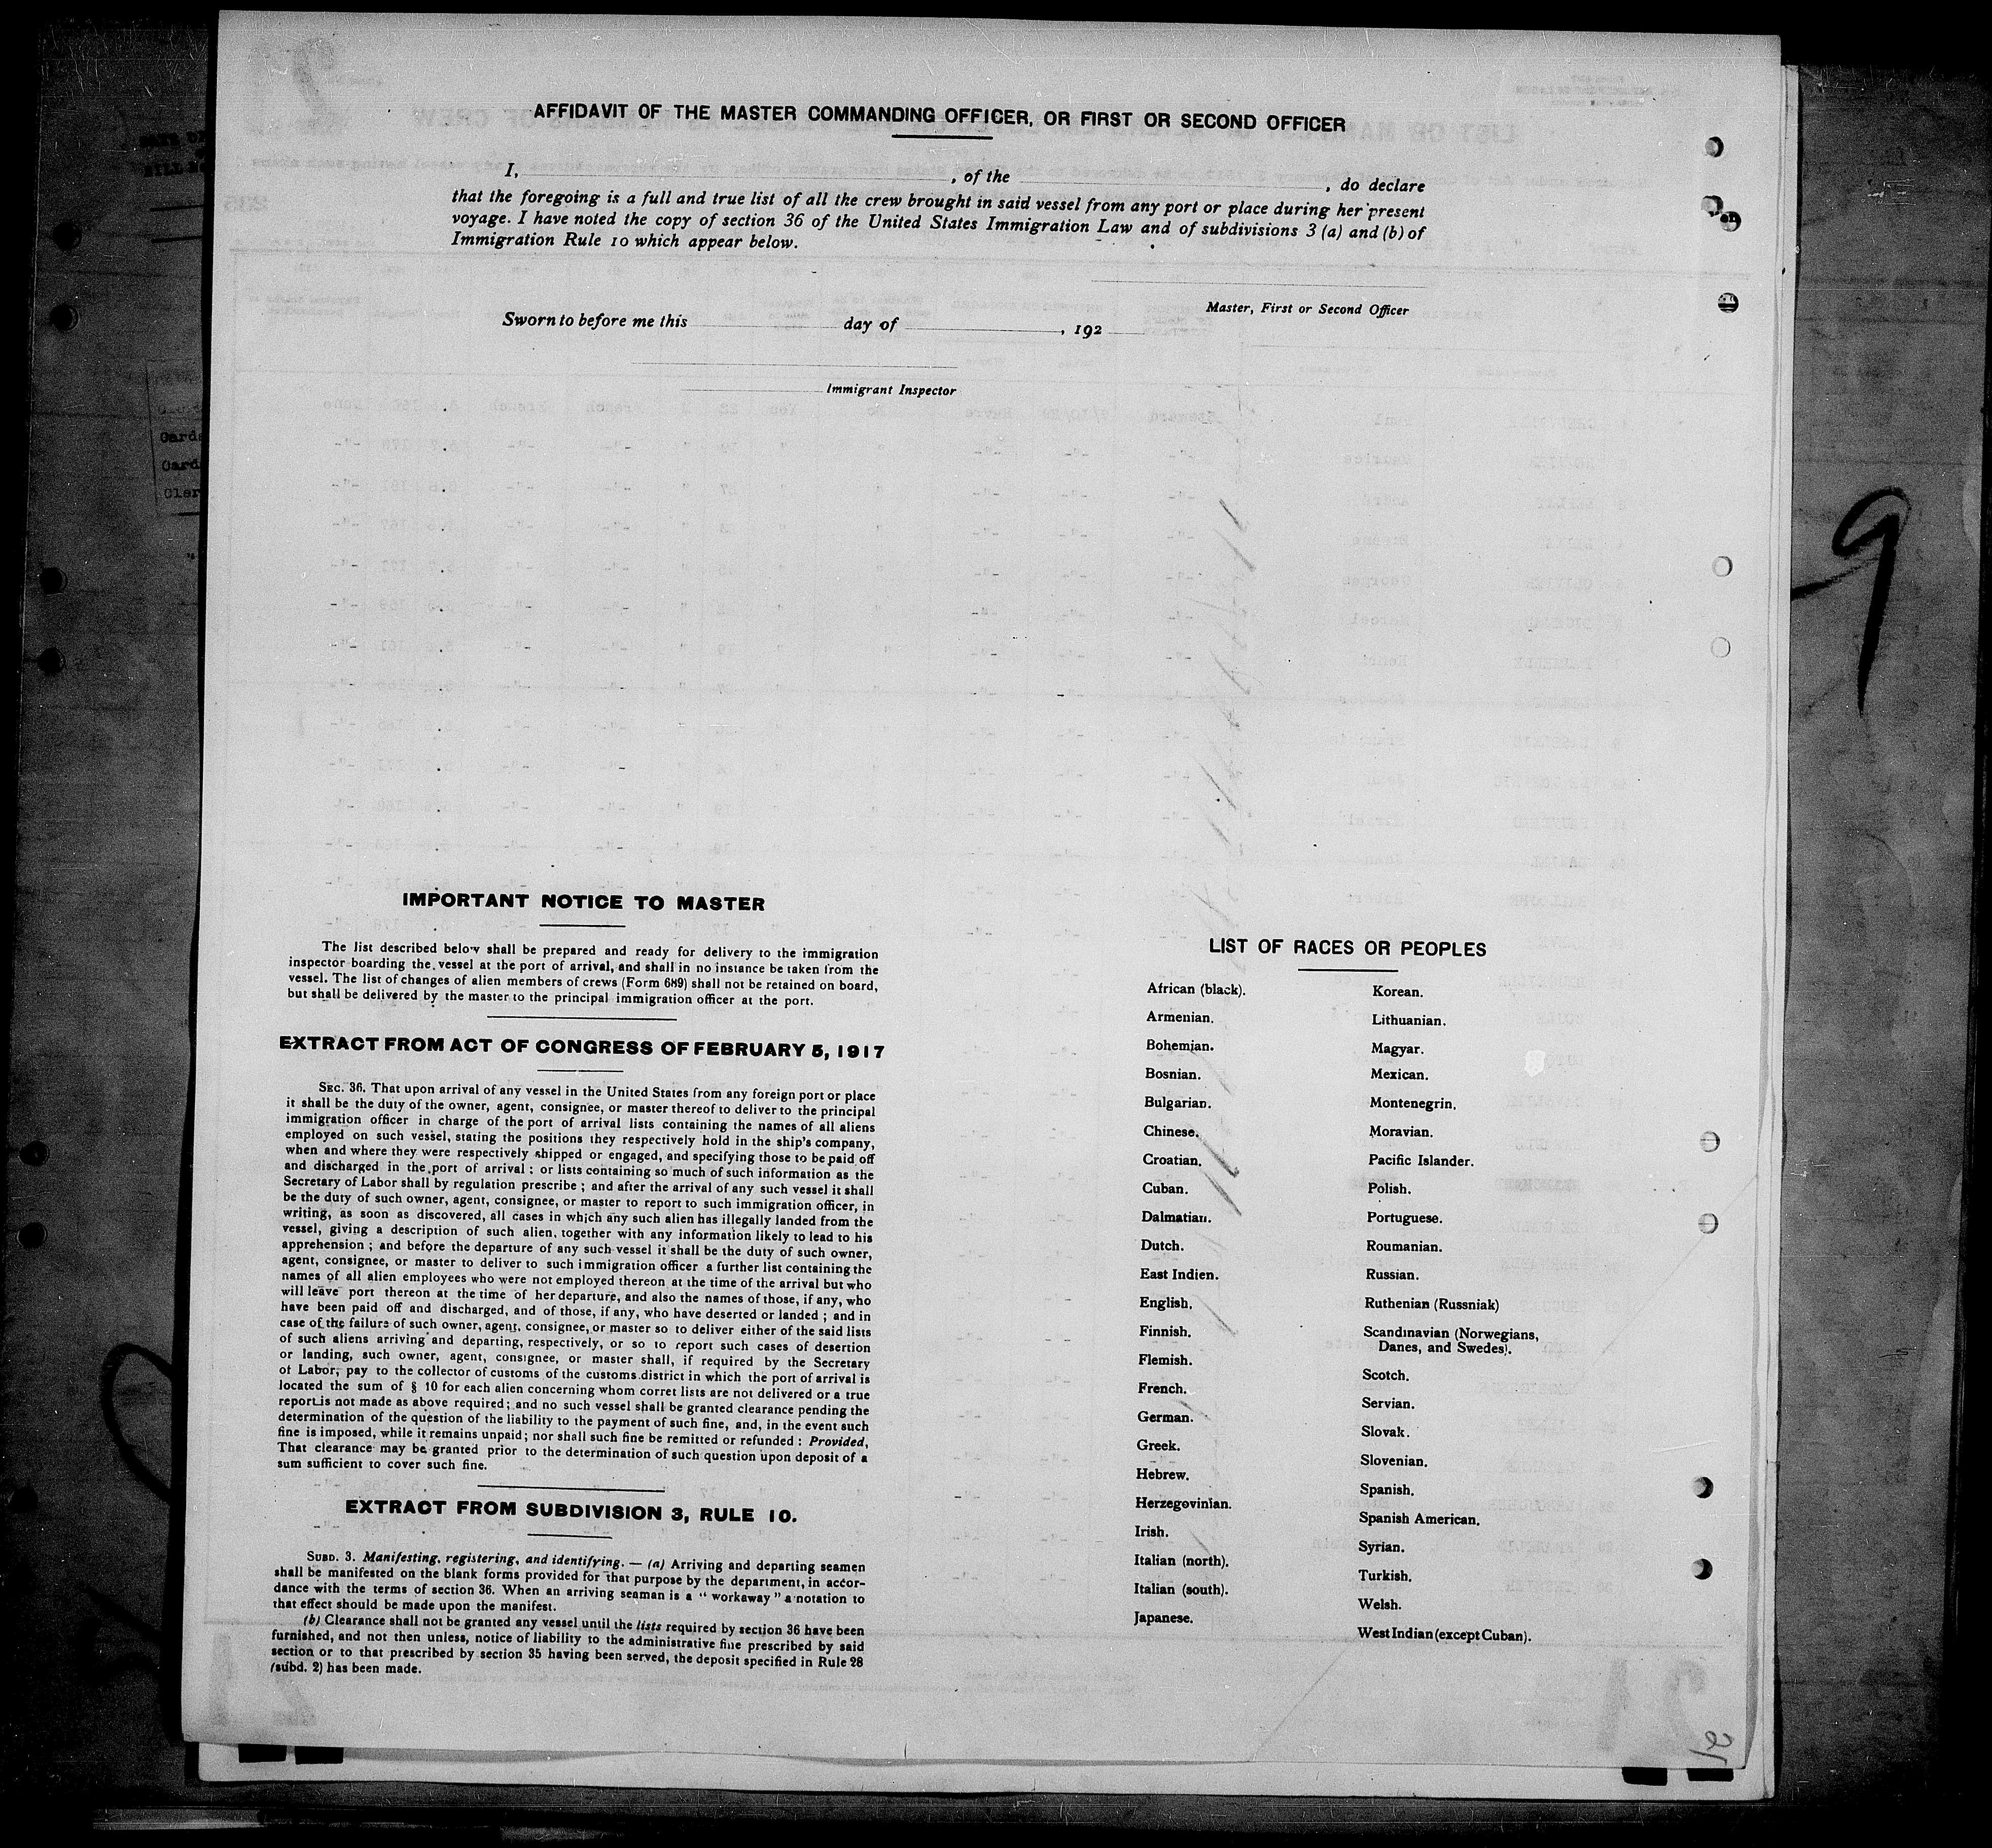 AFFIDAVIT OF THE MASTER COMMANDING OFFICER, OR FIRST OR SECOND OFFICER
I, , of the , do declare
that the foregoing is a full and true list of all the crew brought in said vessel from any port or place during her present
voyage. I have noted the copy of section 36 of the United States Immigration Law and of subdivisions 3 (a) and (b) of
Immigration Rule 10 which appear below.
Master, First or Second Officer
Sworn to before me this day of , 192
Immigrant Inspector
9
IMPORTANT NOTICE TO MASTER
The list described below shall be prepared and ready for delivery to the immigration
inspector boarding the vessel at the port of arrival, and shall in no instance be taken from the
vessel. The list of changes of alien members of crews (Form 689) shall not be retained on board,
but shall be delivered by the master to the principal immigration officer at the port.
EXTRACT FROM ACT OF CONGRESS OF FEBRUARY 5, 1917
SEC. 36. That upon arrival of any vessel in the United States from any foreign port or place
it shall be the duty of the owner, agent, consignee, or master thereof to deliver to the principal
immigration officer in charge of the port of arrival lists containing the names of all aliens
employed on such vessel, stating the positions they respectively hold in the ship's company,
when and where they were respectively shipped or engaged, and specifying those to be paid off
and discharged in the port of arrival : or lists containing so much of such information as the
Secretary of Labor shall by regulation prescribe ; and after the arrival of any such vessel it shall
be the duty of such owner, agent, consignee, or master to report to such immigration officer, in
writing, as soon as discovered, all cases in which any such alien has illegally landed from the
vessel, giving a description of such alien, together with any information likely to lead to his
apprehension ; and before the departure of any such vessel it shall be the duty of such owner,
agent, consignee, or master to deliver to such immigration officer a further list containing the
names of all alien employees who were not employed thereon at the time of the arrival but who
will leave port thereon at the time of her departure, and also the names of those, if any, who
have been paid off and discharged, and of those, if any, who have deserted or landed ; and in
case of the failure of such owner, agent, consignee, or master so to deliver either of the said lists
of such aliens arriving and departing, respectively, or so to report such cases of desertion
or landing, such owner, agent, consignee, or master shall, if required by the Secretary
of Labor, pay to the collector of customs of the customs district in which the port of arrival is
located the sum of § 10 for each alien concerning whom corret lists are not delivered or a true
report is not made as above required ; and no such vessel shall be granted clearance pending the
determination of the question of the liability to the payment of such fine, and, in the event such
fine is imposed, while it remains unpaid ; nor shall such fine be remitted or refunded : Provided,
That clearance may be granted prior to the determination of such question upon deposit of a
sum sufficient to cover such fine.
EXTRACT FROM SUBDIVISION 3, RULE 10.
SUBD. 3. Manifesting, registering, and identifying. — (a) Arriving and departing seamen
shall be manifested on the blank forms provided for that purpose by the department, in accor-
dance with the terms of section 36. When an arriving seaman is a “ workaway ” a notation to
that effect should be made upon the manifest.
(b) Clearance shall not be granted any vessel until the lists required by section 36 have been
furnished, and not then unless, notice of liability to the administrative fine prescribed by said
section or to that prescribed by section 35 having been served, the deposit specified in Rule 28
(subd. 2) has been made.
LIST OF RACES OR PEOPLES
African (black).
Armenian.
Bohemian.
Bosnian.
Bulgarian.
Chinese.
Croatian.
Cuban.
Dalmatian.
Dutch.
East Indien.
English.
Finnish.
Flemish.
French.
German.
Greek.
Hebrew.
Herzegovinian.
Irish.
Italian (north).
Italian (south).
Japanese.
Korean.
Lithuanian.
Magyar.
Mexican.
Montenegrin.
Moravian.
Pacific Islander.
Polish.
Portuguese.
Roumanian.
Russian.
Ruthenian (Russniak)
Scandinavian (Norwegians,
Danes, and Swedes).
Scotch.
Servian.
Slovak.
Slovenian.
Spanish.
Spanish American.
Syrian.
Turkish.
Welsh.
West Indian (except Cuban).
21